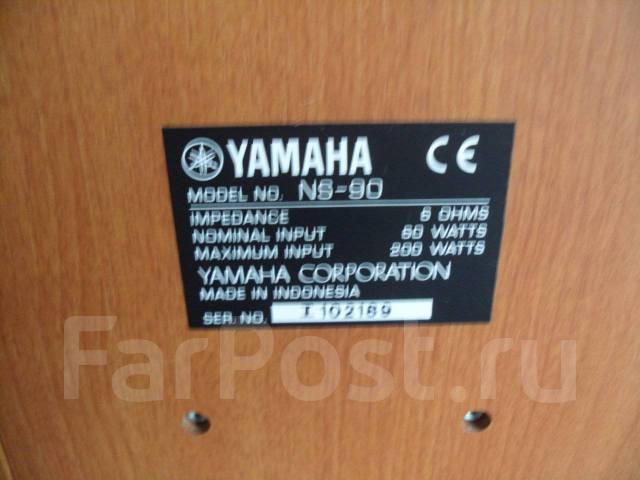 YAMAHA CE
MODEL NO. NS-90
IMPEDANCE 6 OHMS
NOMINAL INPUT 60 WATTS
MAXIMUM INPUT 200 WATTS
YAMAHA CORPORATION
MADE IN INDONESIA
SER. NO. I 102189
FarPost.ru